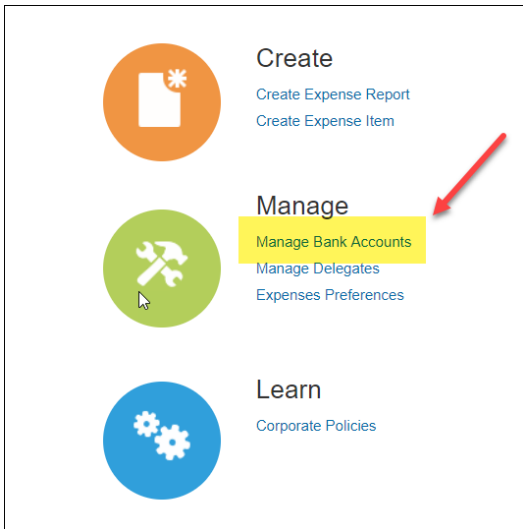 Create
Create Expense Report
Create Expense Item
Manage
Manage Bank Accounts
Manage Delegates
Expenses Preferences
Learn
Corporate Policies